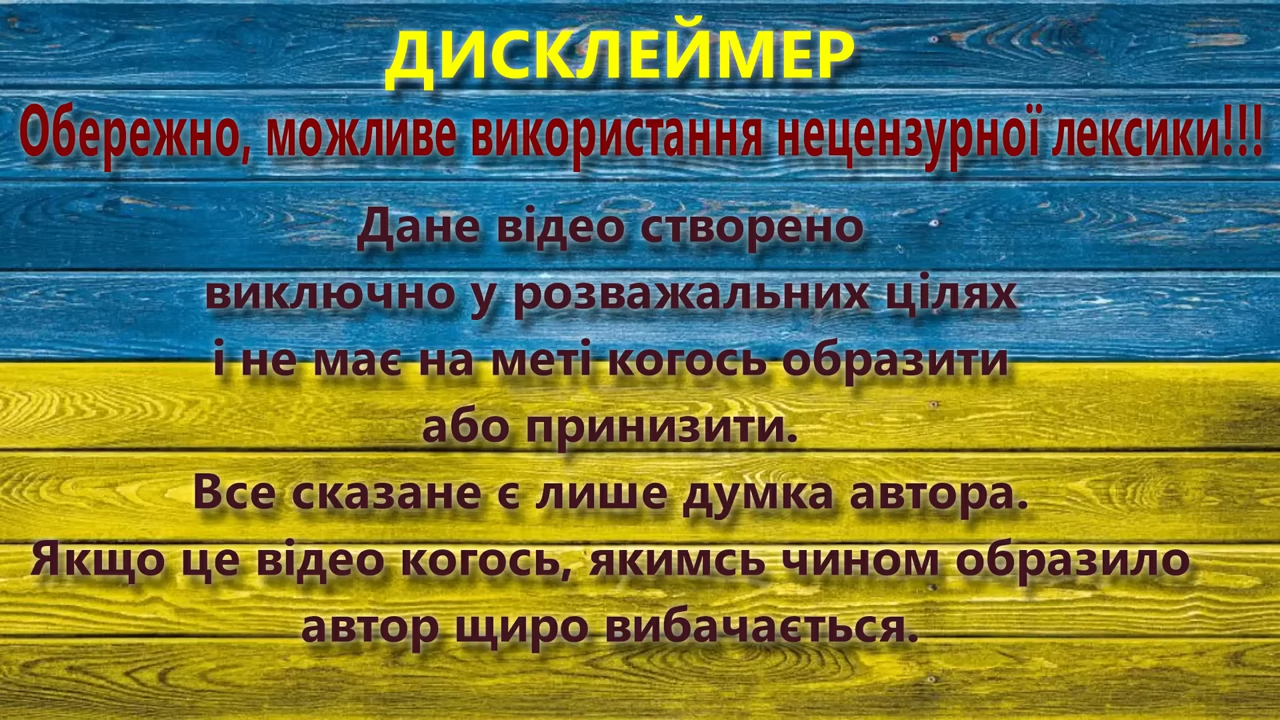 ДИСКЛЕЙМЕР
Обережно, можливе використання нецензурної лексики!!!
Дане відео створено
виключно у розважальних цілях
і не має на меті когось образити
або принизити.
Все сказане є лише думка автора.
Якщо це відео когось, якимсь чином образило
автор щиро вибачається.